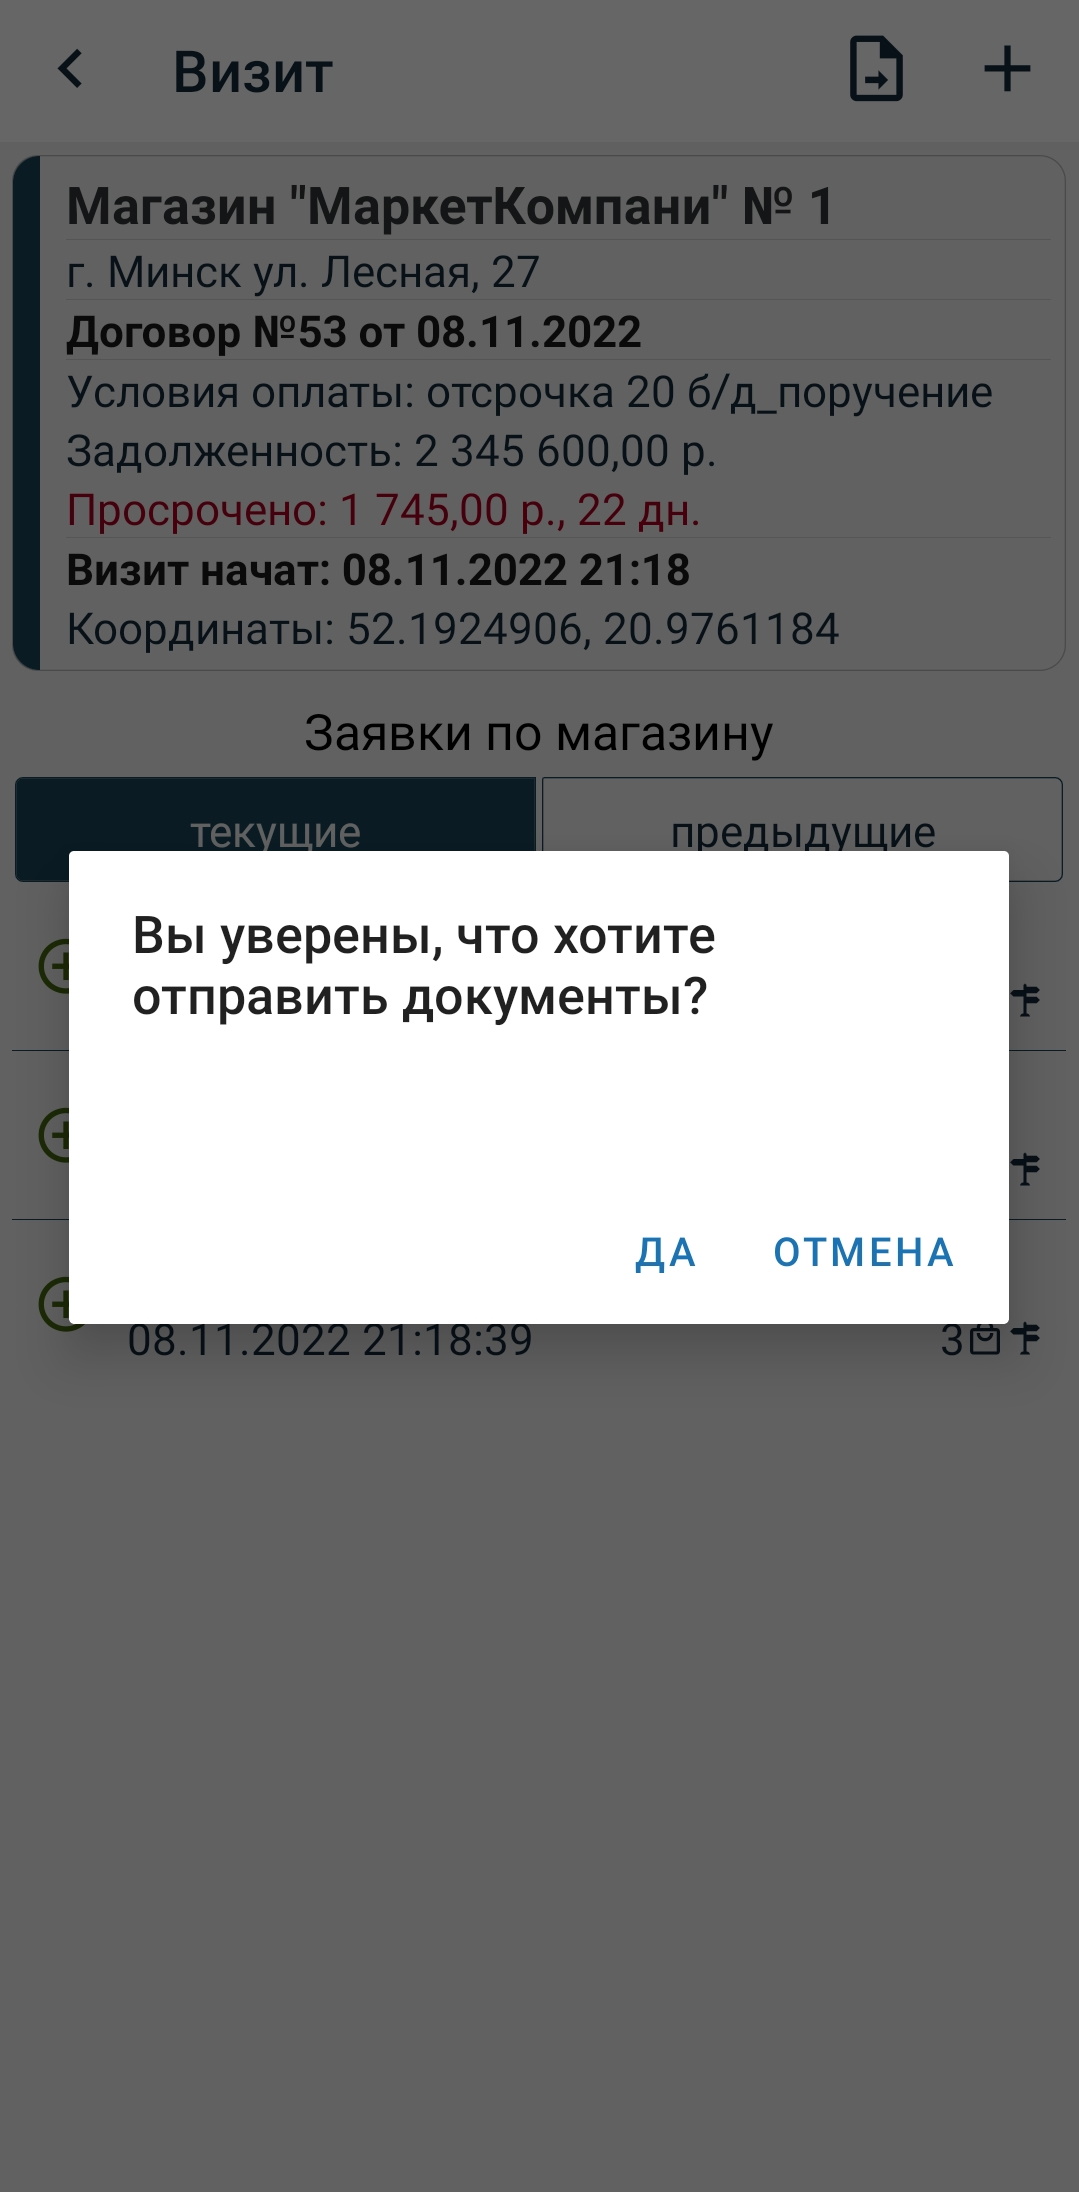 Визит
Магазин "МаркетКомпани" № 1
г. Минск ул. Лесная, 27
Договор №53 от 08.11.2022
Условия оплаты: отсрочка 20 б/д_поручение
Задолженность: 2 345 600,00 р.
Просрочено: 1 745,00 р., 22 дн.
Визит начат: 08.11.2022 21:18
Координаты: 52.1924906, 20.9761184
Заявки по магазину
текущие предыдущие
Вы уверены, что хотите
отправить документы?
ДА ОТМЕНА
08.11.2022 21:18:39 3